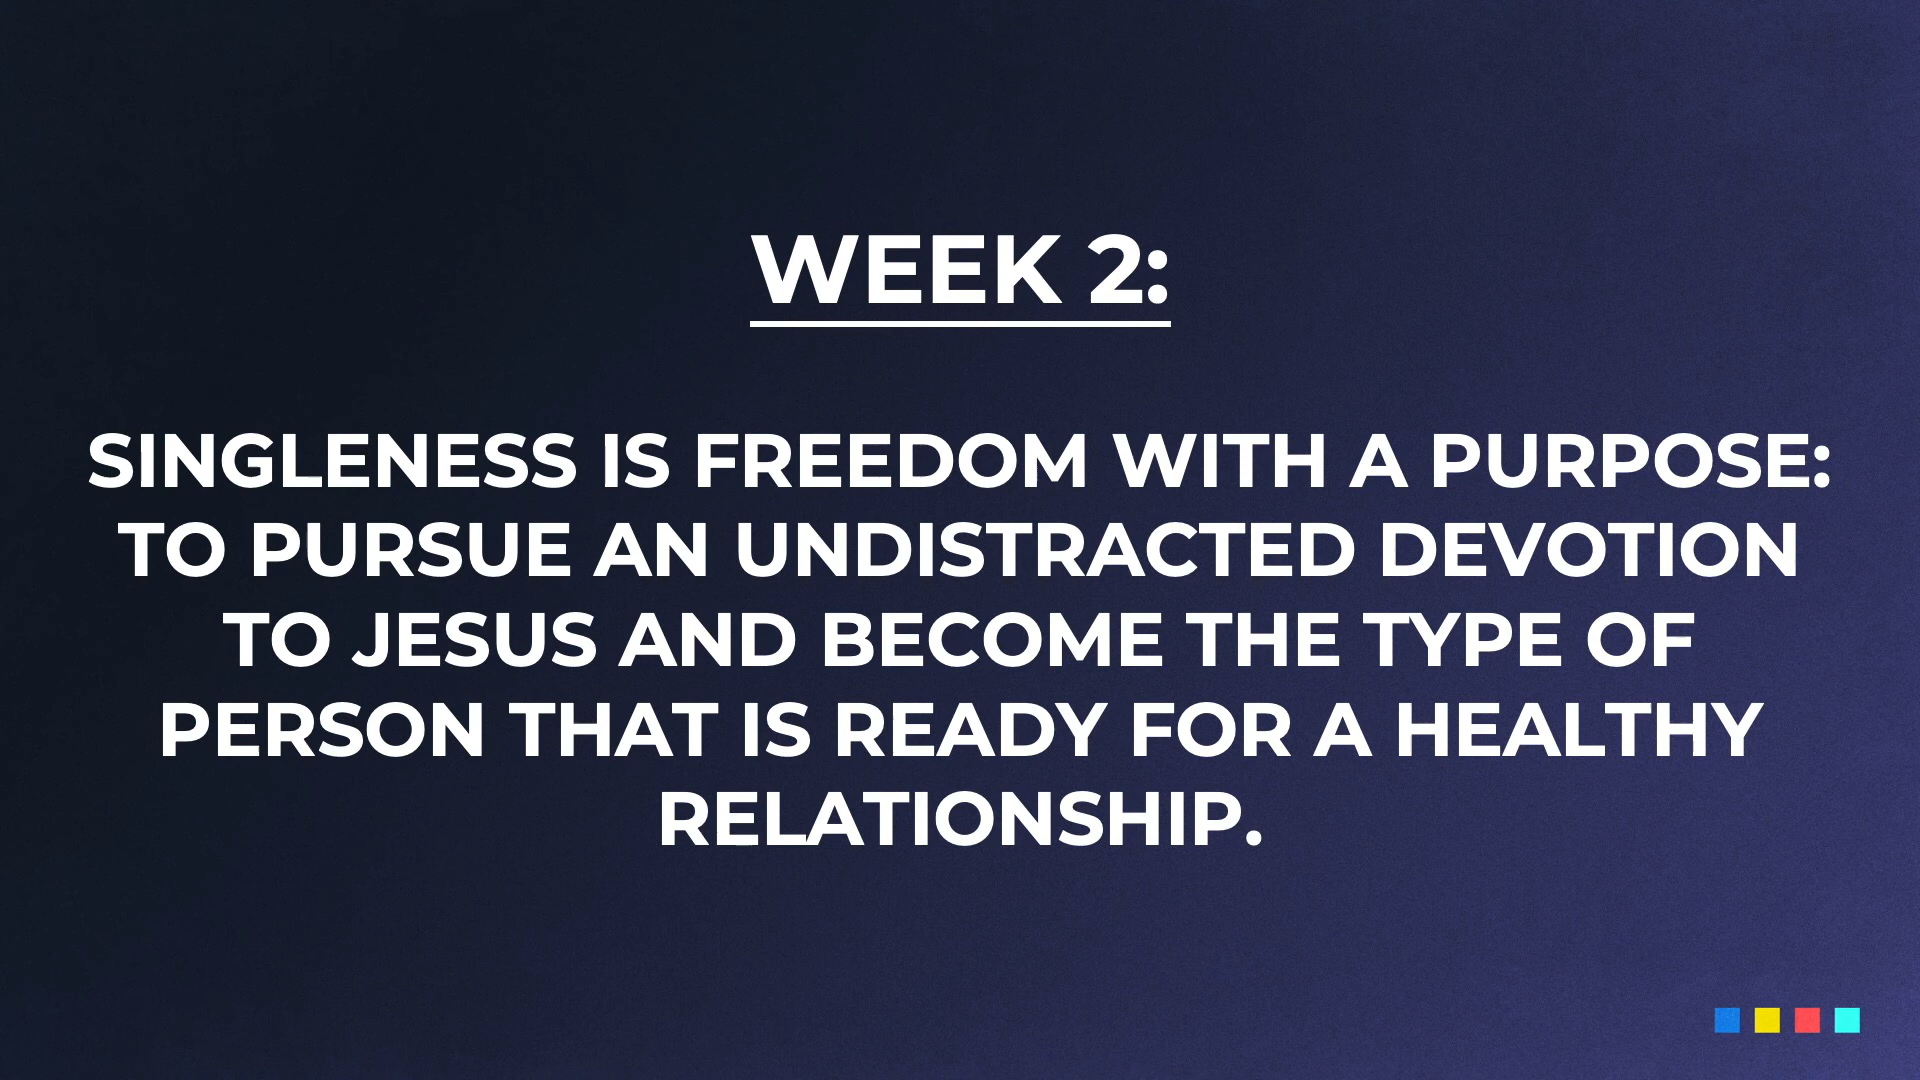 WEEK 2:
SINGLENESS IS FREEDOM WITH A PURPOSE:
TO PURSUE AN UNDISTRACTED DEVOTION
TO JESUS AND BECOME THE TYPE OF
PERSON THAT IS READY FOR A HEALTHY
RELATIONSHIP.